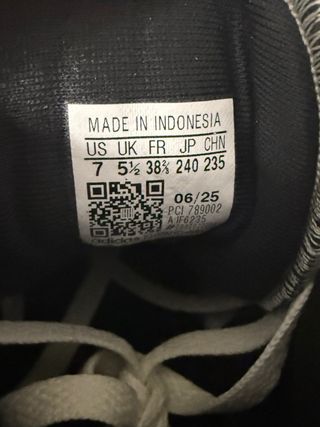 MADE IN INDONESIA
US UK FR JP CHN
7 5½ 38⅔ 240 235
06/25
PCI 789002
adidas